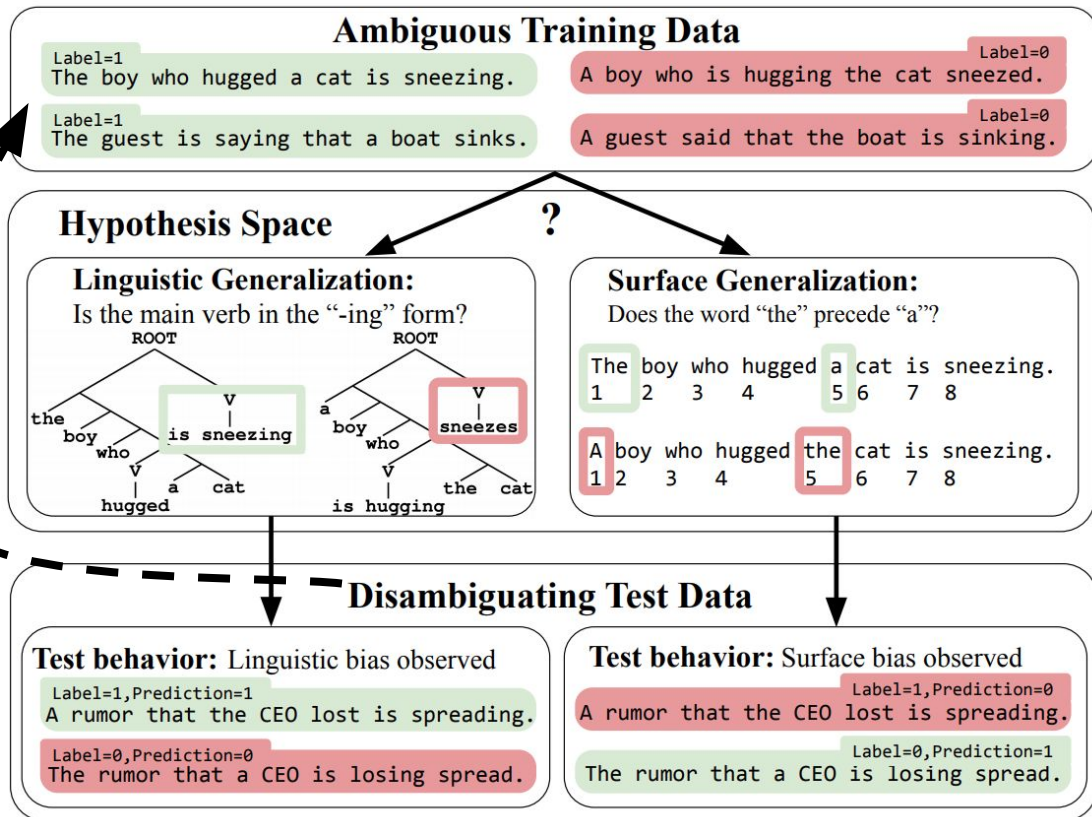 Ambiguous Training Data
Label=1
The boy who hugged a cat is sneezing.
Label=0
A boy who is hugging the cat sneezed.
Label=1
The guest is saying that a boat sinks.
Label=0
A guest said that the boat is sinking.
Hypothesis Space
?
Linguistic Generalization:
Is the main verb in the “-ing” form?
ROOT
V
the
boy
is sneezing
who
V
a
cat
hugged
ROOT
V
a
boy
sneezes
who
V
the
cat
is hugging
Surface Generalization:
Does the word “the” precede “a”?
The boy who hugged a cat is sneezing.
1 2 3 4 5 6 7 8
A boy who hugged the cat is sneezing.
1 2 3 4 5 6 7 8
Disambiguating Test Data
Test behavior: Linguistic bias observed
Label=1,Prediction=1
A rumor that the CEO lost is spreading.
Label=0,Prediction=0
The rumor that a CEO is losing spread.
Test behavior: Surface bias observed
Label=1,Prediction=0
A rumor that the CEO lost is spreading.
Label=0,Prediction=1
The rumor that a CEO is losing spread.